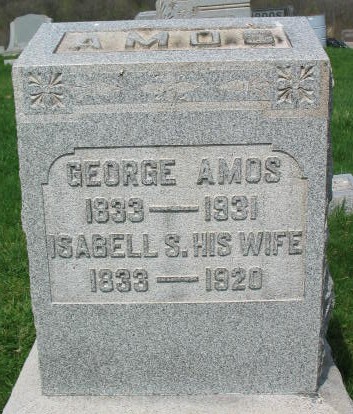 AMOS
GEORGE AMOS
1833 — 1931
ISABELL S. HIS WIFE
1833 — 1920